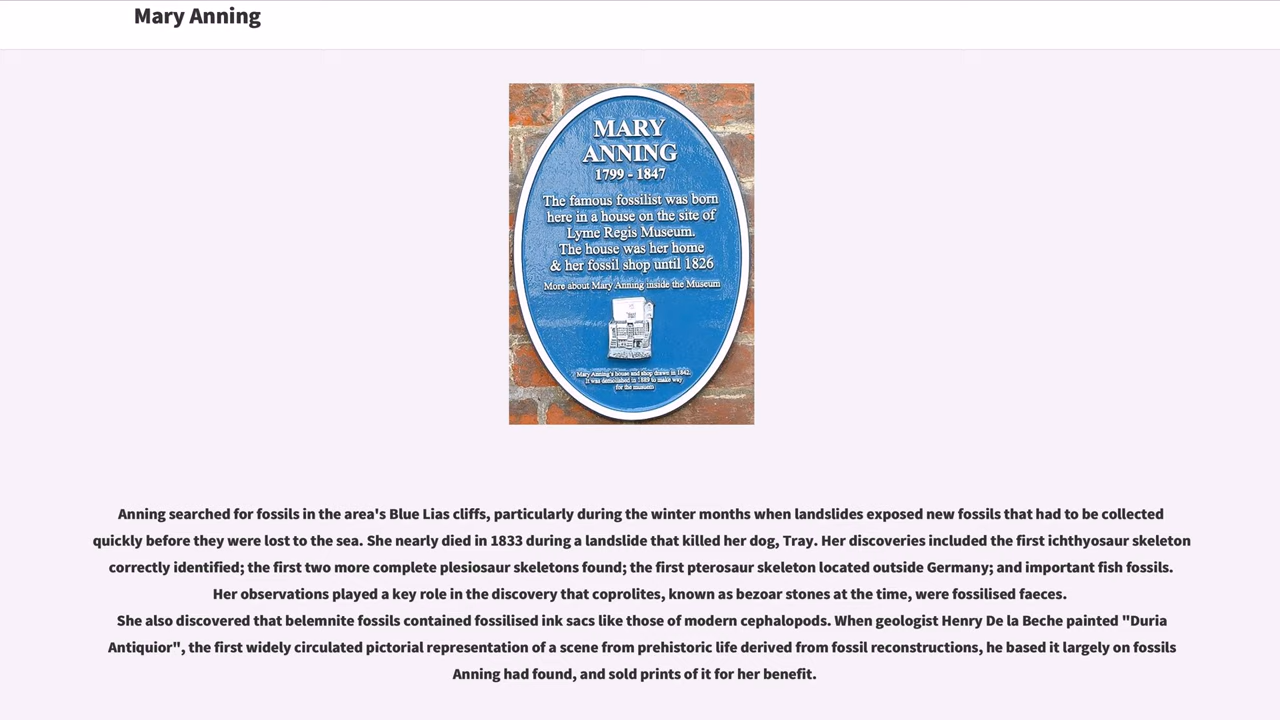 Mary Anning
MARY
ANNING
1799 - 1847
The famous fossilist was born
here in a house on the site of
Lyme Regis Museum.
The house was her home
& her fossil shop until 1826
More about Mary Anning inside the Museum
Mary Anning's house and shop drawn in 1842.
It was demolished in 1889 to make way
for the museum
Anning searched for fossils in the area's Blue Lias cliffs, particularly during the winter months when landslides exposed new fossils that had to be collected
quickly before they were lost to the sea. She nearly died in 1833 during a landslide that killed her dog, Tray. Her discoveries included the first ichthyosaur skeleton
correctly identified; the first two more complete plesiosaur skeletons found; the first pterosaur skeleton located outside Germany; and important fish fossils.
Her observations played a key role in the discovery that coprolites, known as bezoar stones at the time, were fossilised faeces.
She also discovered that belemnite fossils contained fossilised ink sacs like those of modern cephalopods. When geologist Henry De la Beche painted "Duria
Antiquior", the first widely circulated pictorial representation of a scene from prehistoric life derived from fossil reconstructions, he based it largely on fossils
Anning had found, and sold prints of it for her benefit.